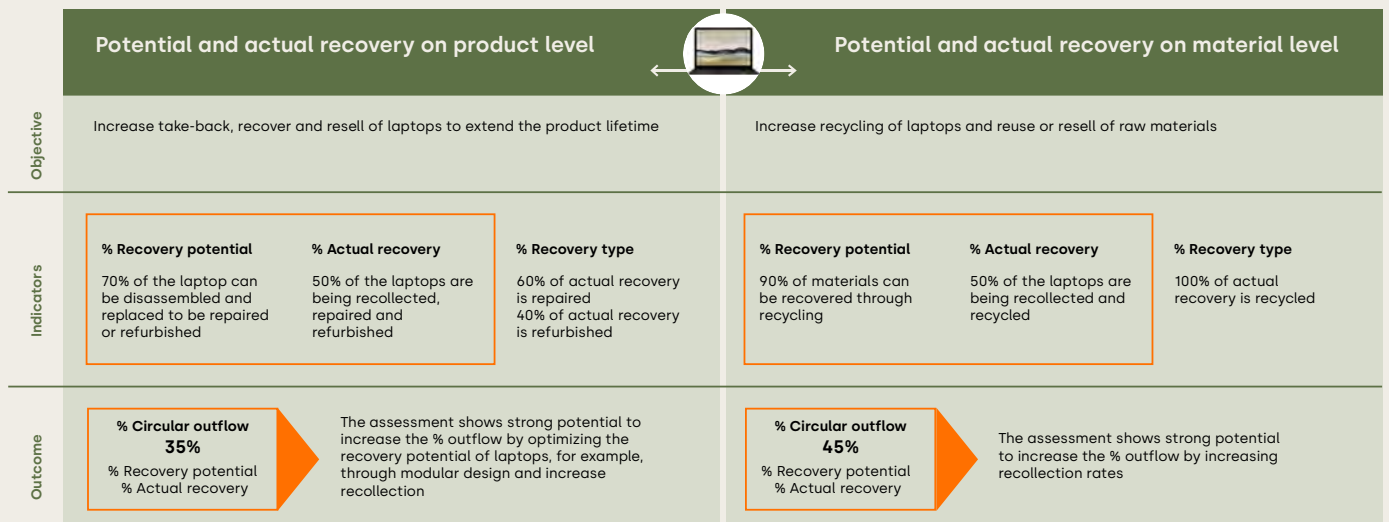 Potential and actual recovery on product level
Potential and actual recovery on material level
Objective
Increase take-back, recover and resell of laptops to extend the product lifetime
Increase recycling of laptops and reuse or resell of raw materials
Indicators
% Recovery potential
70% of the laptop can
be disassembled and
replaced to be repaired
or refurbished
% Actual recovery
50% of the laptops are
being recollected,
repaired and
refurbished
% Recovery type
60% of actual recovery
is repaired
40% of actual recovery
is refurbished
% Recovery potential
90% of materials can
be recovered through
recycling
% Actual recovery
50% of the laptops are
being recollected and
recycled
% Recovery type
100% of actual
recovery is recycled
Outcome
% Circular outflow
35%
% Recovery potential
% Actual recovery
The assessment shows strong potential to
increase the % outflow by optimizing the
recovery potential of laptops, for example,
through modular design and increase
recollection
% Circular outflow
45%
% Recovery potential
% Actual recovery
The assessment shows strong potential
to increase the % outflow by increasing
recollection rates